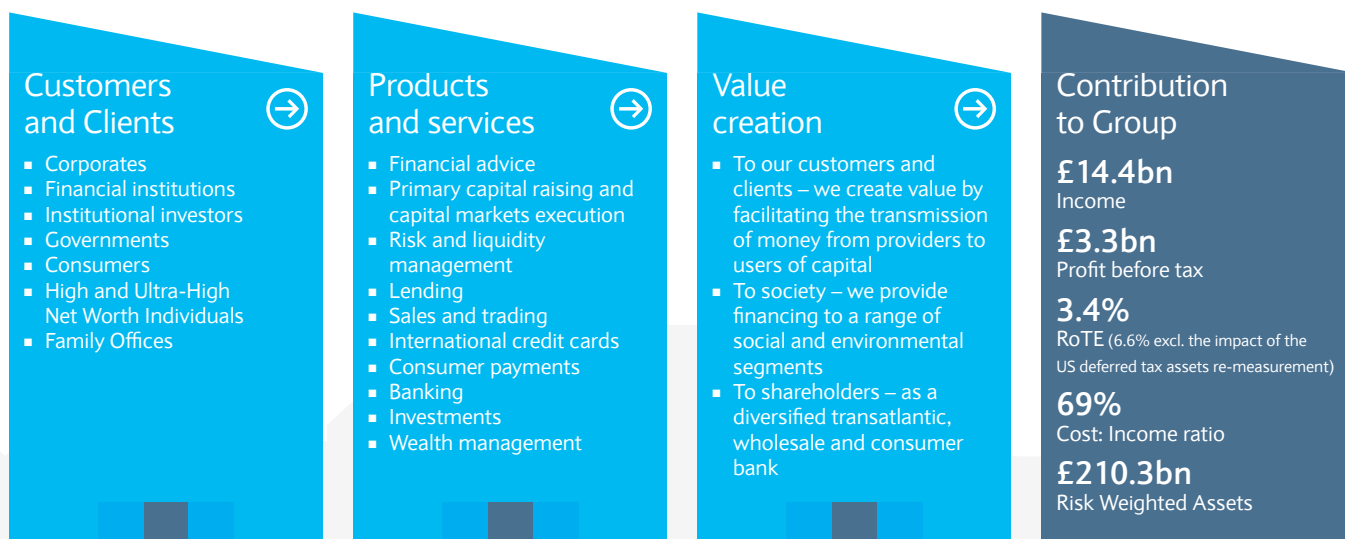 Customers
and Clients
▪ Corporates
▪ Financial institutions
▪ Institutional investors
▪ Governments
▪ Consumers
▪ High and Ultra-High
Net Worth Individuals
▪ Family Offices
Products
and services
▪ Financial advice
▪ Primary capital raising and
capital markets execution
▪ Risk and liquidity
management
▪ Lending
▪ Sales and trading
▪ International credit cards
▪ Consumer payments
▪ Banking
▪ Investments
▪ Wealth management
Value
creation
▪ To our customers and
clients – we create value by
facilitating the transmission
of money from providers to
users of capital
▪ To society – we provide
financing to a range of
social and environmental
segments
▪ To shareholders – as a
diversified transatlantic,
wholesale and consumer
bank
Contribution
to Group
£14.4bn
Income
£3.3bn
Profit before tax
3.4%
RoTE (6.6% excl. the impact of the
US deferred tax assets re-measurement)
69%
Cost: Income ratio
£210.3bn
Risk Weighted Assets